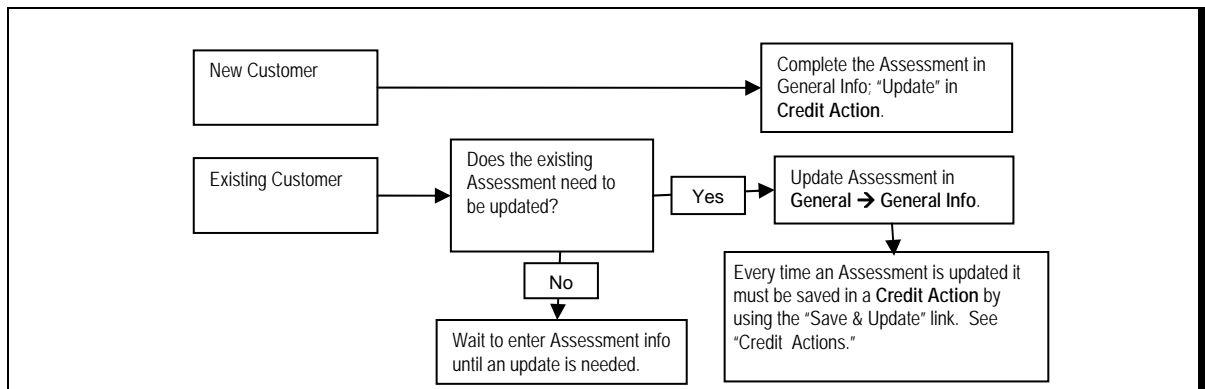 New Customer
Complete the Assessment in
General Info; “Update” in
Credit Action.
Existing Customer
Does the existing
Assessment need to
be updated?
Yes
Update Assessment in
General → General Info.
No
Wait to enter Assessment info
until an update is needed.
Every time an Assessment is updated it
must be saved in a Credit Action by
using the “Save & Update” link. See
“Credit Actions.”